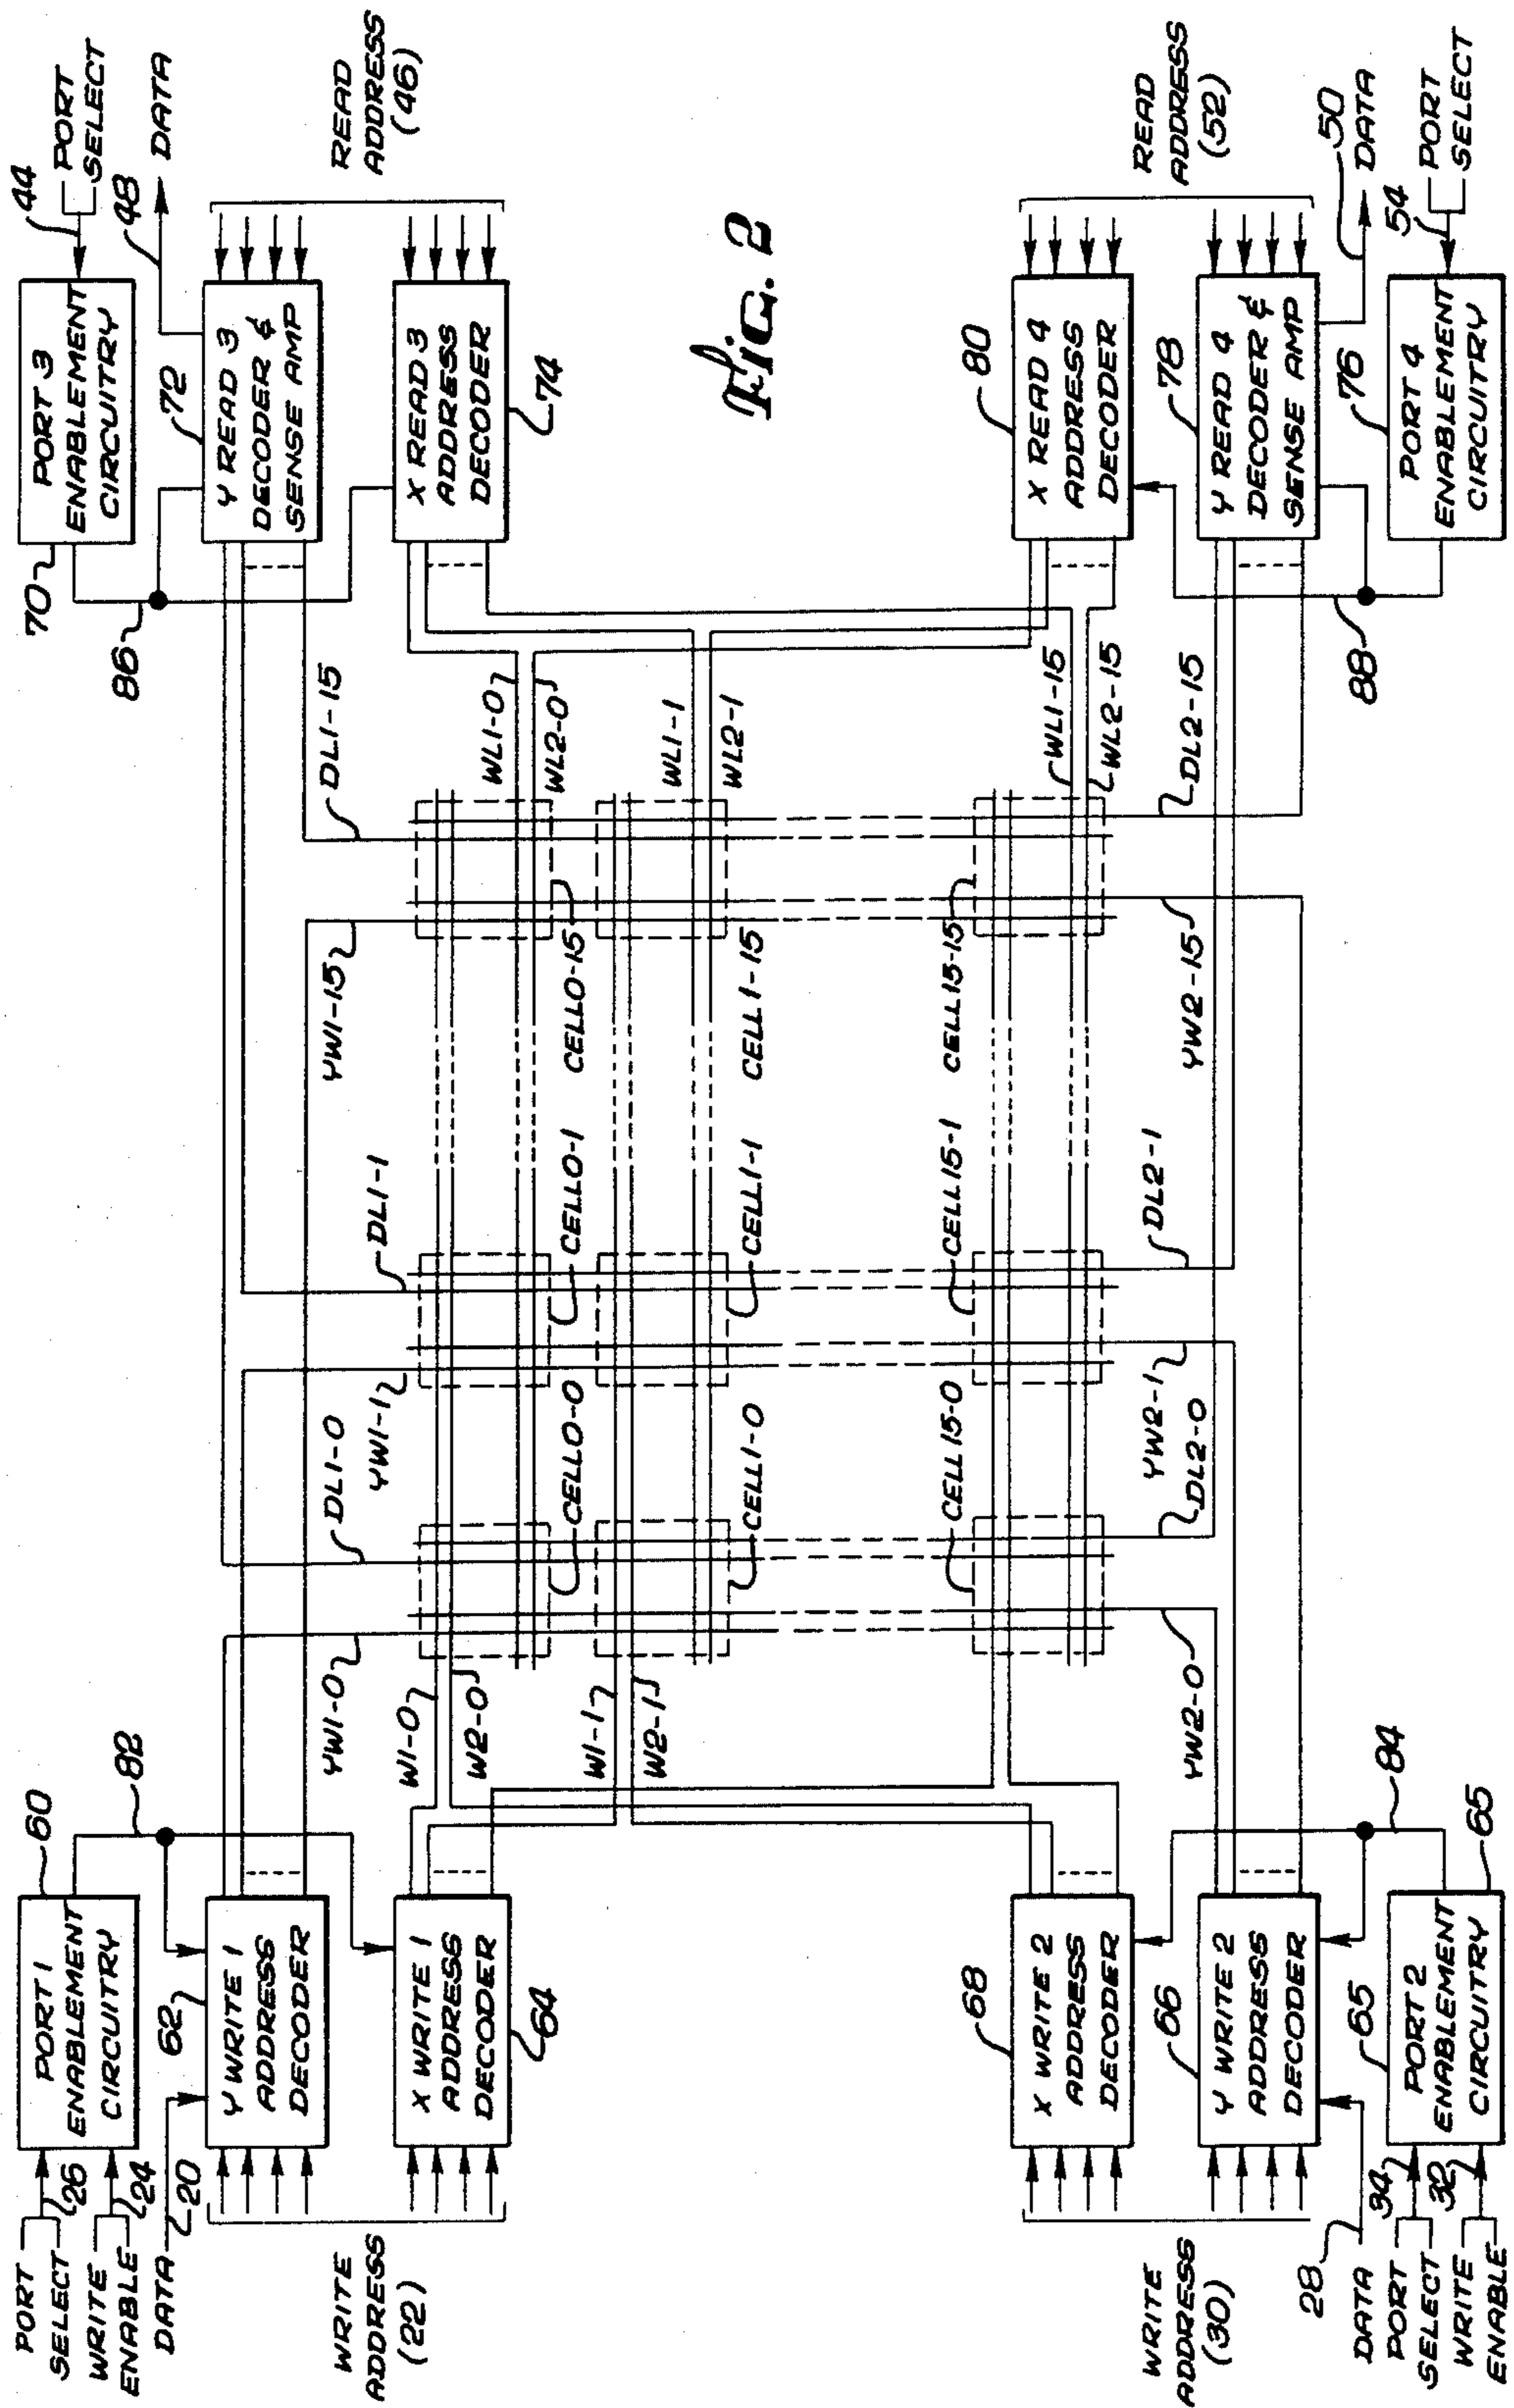 PORT
SELECT
26
WRITE
ENABLE
24
DATA
20
PORT 1
ENABLEMENT
CIRCUITRY
60
82
62
Y WRITE 1
ADDRESS
DECODER
X WRITE 1
ADDRESS
DECODER
64
WRITE
ADDRESS
(22)
YW1-0
W1-0
W2-0
W1-1
W2-1
DL1-0
YW1-1
DL1-1
YW1-15
DL1-15
CELL0-0
CELL0-1
CELL0-15
WL1-0
WL2-0
CELL1-0
CELL1-1
CELL1-15
WL1-1
WL2-1
CELL15-0
CELL15-1
CELL15-15
WL1-15
WL2-15
YW2-0
YW2-1
DL2-0
DL2-1
YW2-15
DL2-15
70
86
PORT 3
ENABLEMENT
CIRCUITRY
44
PORT
SELECT
48
DATA
72
Y READ 3
DECODER &
SENSE AMP
X READ 3
ADDRESS
DECODER
74
READ
ADDRESS
(46)
Fig. 2
WRITE
ADDRESS
(30)
68
X WRITE 2
ADDRESS
DECODER
66
Y WRITE 2
ADDRESS
DECODER
28
DATA
PORT
SELECT
34
WRITE
ENABLE
32
65
PORT 2
ENABLEMENT
CIRCUITRY
84
65
80
X READ 4
ADDRESS
DECODER
78
Y READ 4
DECODER &
SENSE AMP
76
PORT 4
ENABLEMENT
CIRCUITRY
88
READ
ADDRESS
(52)
50
DATA
54
PORT
SELECT